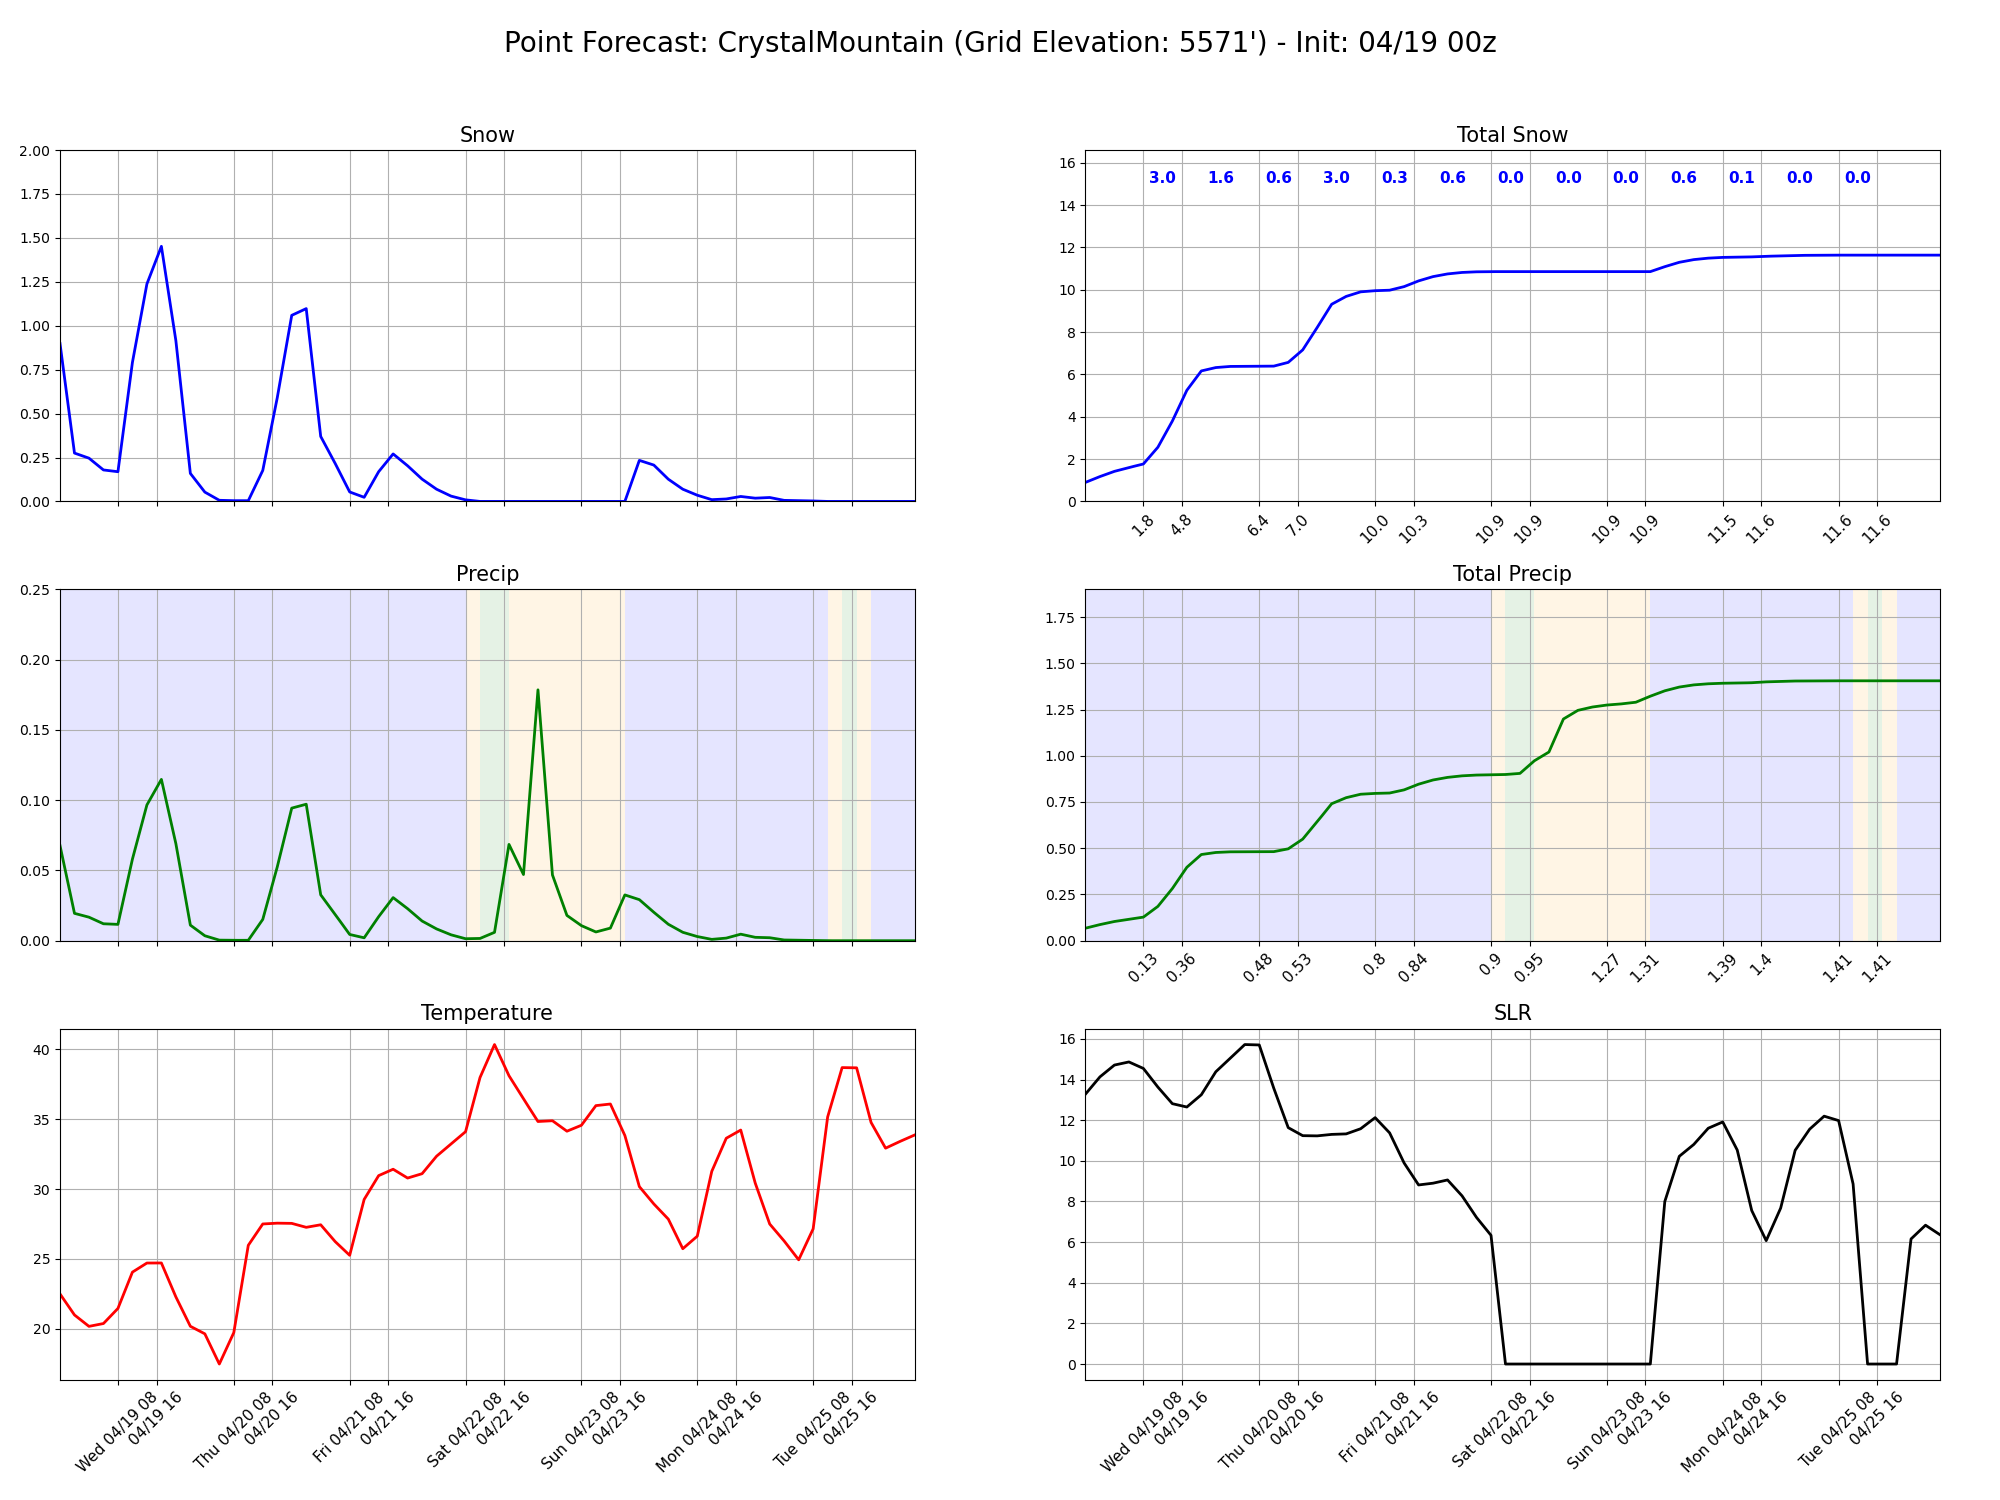 Point Forecast: CrystalMountain (Grid Elevation: 5571') - Init: 04/19 00z
Snow
2.00
1.75
1.50
1.25
1.00
0.75
0.50
0.25
0.00
Total Snow
16
14
12
10
8
6
4
2
0
3.0 1.6 0.6 3.0 0.3 0.6 0.0 0.0 0.0 0.6 0.1 0.0 0.0
1.8 4.8 6.4 7.0 10.0 10.3 10.9 10.9 10.9 10.9 11.5 11.6 11.6 11.6
Precip
0.25
0.20
0.15
0.10
0.05
0.00
Total Precip
1.75
1.50
1.25
1.00
0.75
0.50
0.25
0.00
0.13 0.36 0.48 0.53 0.8 0.84 0.9 0.95 1.27 1.31 1.39 1.4 1.41 1.41
Temperature
40
35
30
25
20
Wed 04/19 08
04/19 16
Thu 04/20 08
04/20 16
Fri 04/21 08
04/21 16
Sat 04/22 08
04/22 16
Sun 04/23 08
04/23 16
Mon 04/24 08
04/24 16
Tue 04/25 08
04/25 16
SLR
16
14
12
10
8
6
4
2
0
Wed 04/19 08
04/19 16
Thu 04/20 08
04/20 16
Fri 04/21 08
04/21 16
Sat 04/22 08
04/22 16
Sun 04/23 08
04/23 16
Mon 04/24 08
04/24 16
Tue 04/25 08
04/25 16